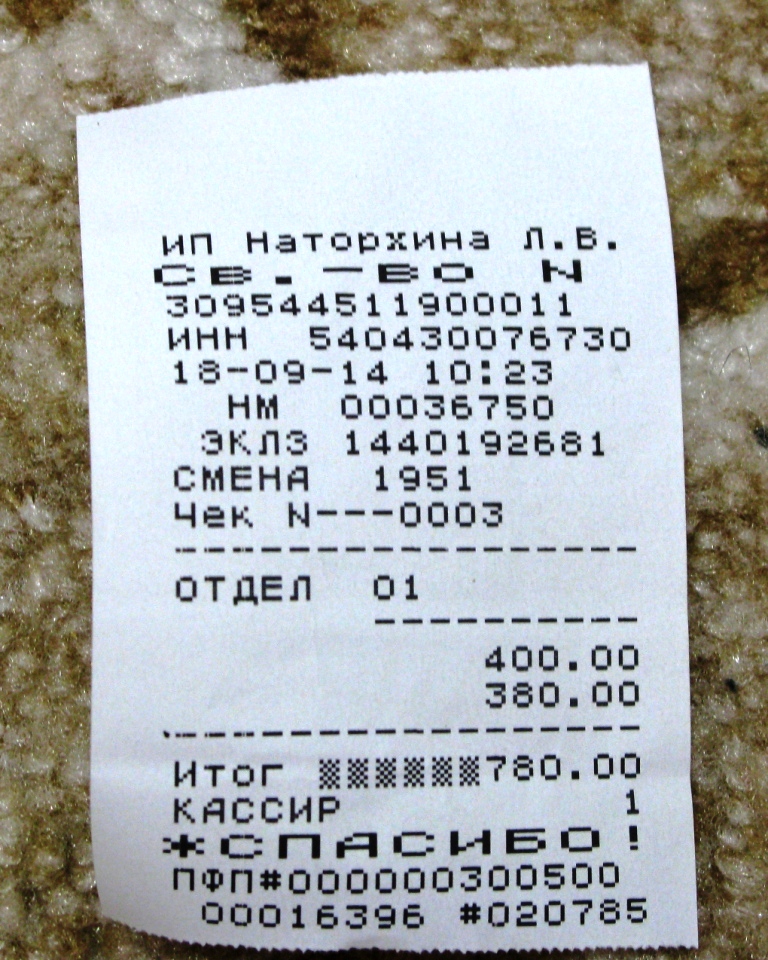 ИП Наторхина Л.В.
СВ.-ВО N
309544511900011
ИНН 540430076730
18-09-14 10:23
НМ 00036750
ЭКЛЗ 1440192681
СМЕНА 1951
Чек N---0003
ОТДЕЛ 01
400.00
380.00
ИТОГ 780.00
КАССИР 1
*СПАСИБО!
ПФП#0000000300500
00016396 #020785